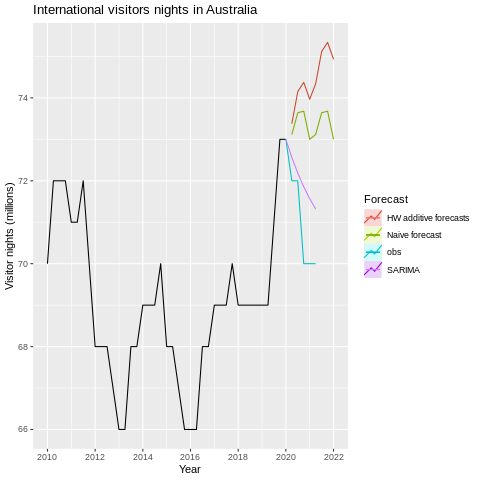 International visitors nights in Australia
Visitor nights (millions)
74
72
70
68
66
2010 2012 2014 2016 2018 2020 2022
Year
Forecast
HW additive forecasts
Naive forecast
obs
SARIMA